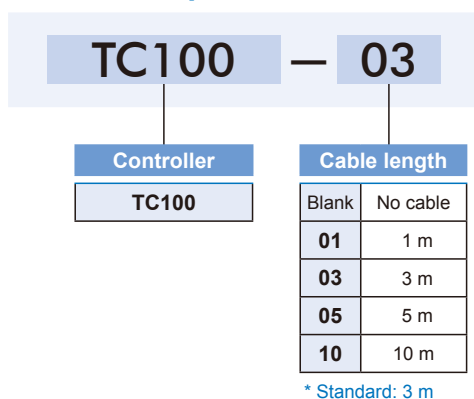 TC100 — 03
Controller
TC100
Cable length
Blank No cable
01 1 m
03 3 m
05 5 m
10 10 m
* Standard: 3 m